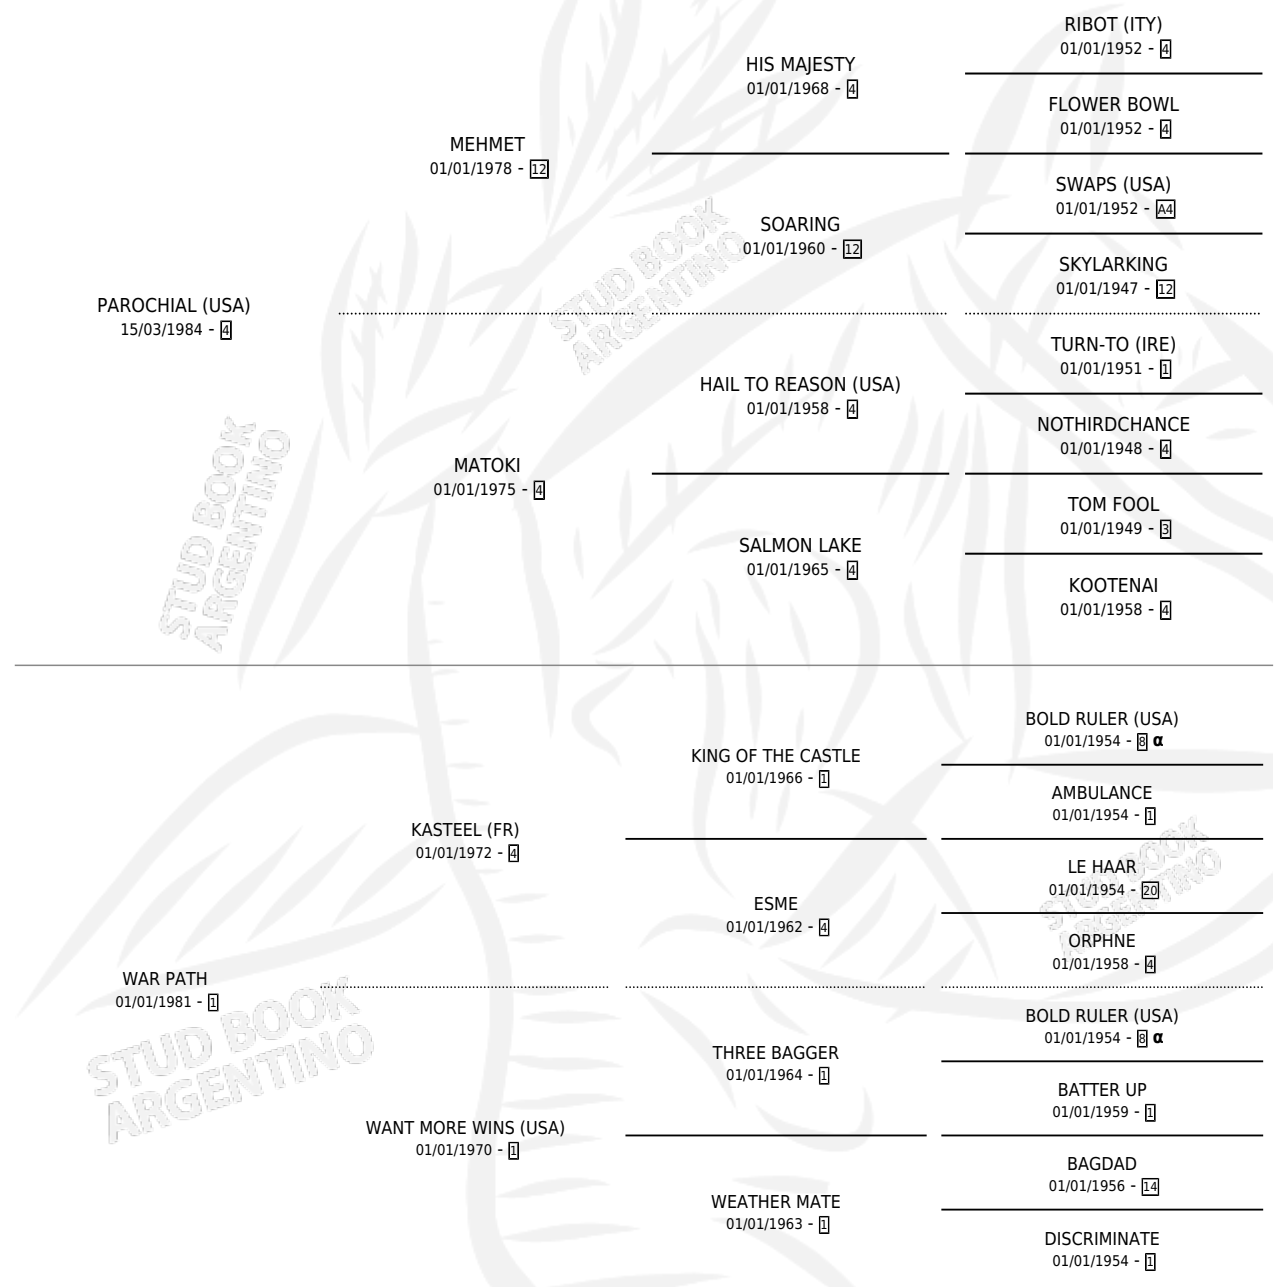 RIBOT (ITY)
01/01/1952 - 4
HIS MAJESTY
01/01/1968 - 4
FLOWER BOWL
01/01/1952 - 4
MEHMET
01/01/1978 - 12
SWAPS (USA)
01/01/1952 - A4
SOARING
01/01/1960 - 12
SKYLARKING
01/01/1947 - 12
PAROCHIAL (USA)
15/03/1984 - 4
TURN-TO (IRE)
01/01/1951 - 1
HAIL TO REASON (USA)
01/01/1958 - 4
NOTHIRDCHANCE
01/01/1948 - 4
MATOKI
01/01/1975 - 4
TOM FOOL
01/01/1949 - 3
SALMON LAKE
01/01/1965 - 4
KOOTENAI
01/01/1958 - 4
BOLD RULER (USA)
01/01/1954 - 8 α
KING OF THE CASTLE
01/01/1966 - 1
AMBULANCE
01/01/1954 - 1
KASTEEL (FR)
01/01/1972 - 4
LE HAAR
01/01/1954 - 20
ESME
01/01/1962 - 4
ORPHNE
01/01/1958 - 4
WAR PATH
01/01/1981 - 1
BOLD RULER (USA)
01/01/1954 - 8 α
THREE BAGGER
01/01/1964 - 1
BATTER UP
01/01/1959 - 1
WANT MORE WINS (USA)
01/01/1970 - 1
BAGDAD
01/01/1956 - 14
WEATHER MATE
01/01/1963 - 1
DISCRIMINATE
01/01/1954 - 1
STUD BOOK
ARGENTINO
STUD BOOK
ARGENTINO
STUD BOOK
ARGENTINO
STUD BOOK
ARGENTINO